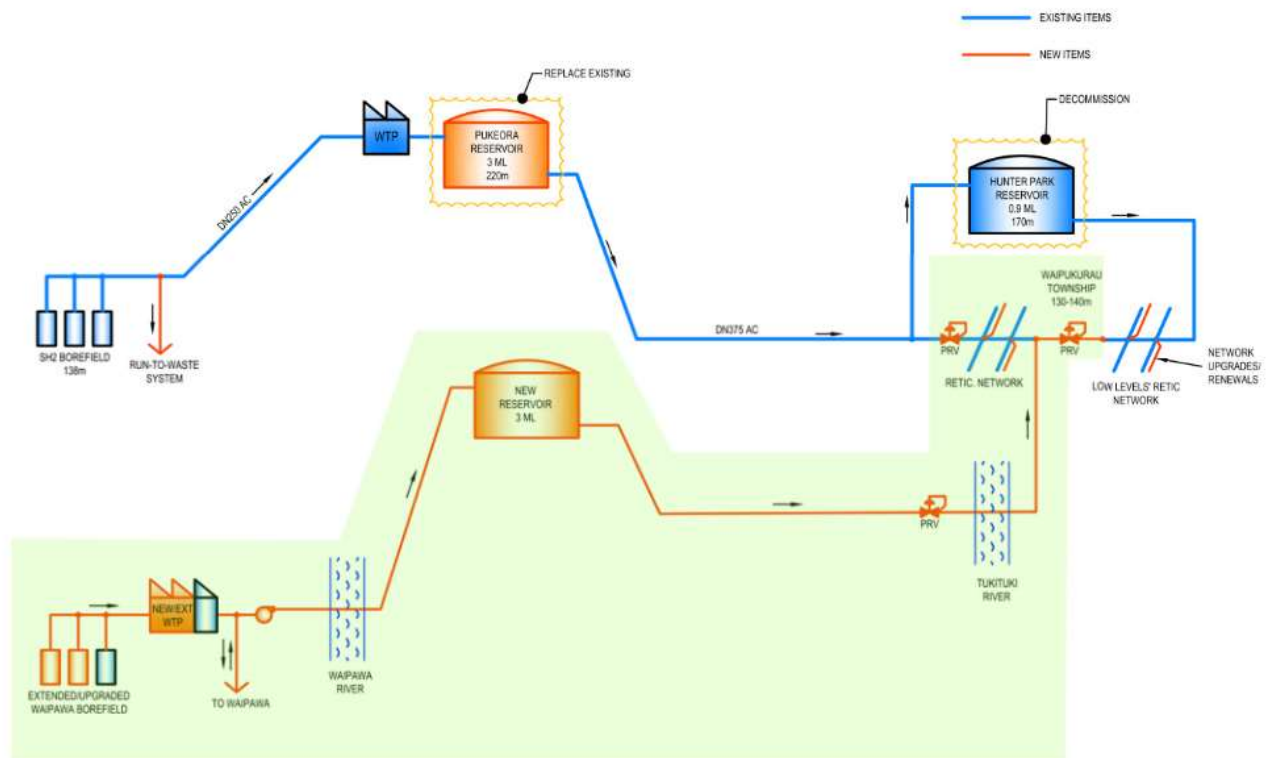 EXISTING ITEMS
NEW ITEMS
REPLACE EXISTING
DECOMMISSION
WTP
PUKEORA
RESERVOIR
3 ML
220m
HUNTER PARK
RESERVOIR
0.9 ML
170m
DN250 AC
WAIPUKURAU
TOWNSHIP
130-140m
SH2 BOREFIELD
138m
RUN-TO-WASTE
SYSTEM
DN375 AC
PRV
RETIC. NETWORK
PRV
LOW LEVELS' RETIC
NETWORK
NETWORK
UPGRADES/
RENEWALS
NEW
RESERVOIR
3 ML
PRV
TUKITUKI
RIVER
NEW/EXT
WTP
EXTENDED/UPGRADED
WAIPAWA BOREFIELD
TO WAIPAWA
WAIPAWA
RIVER